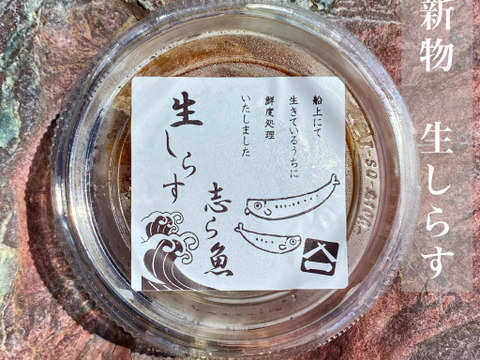 新物 生しらす
船上にて
生きているうちに
鮮度処理
いたしました
生しらす
志ら魚